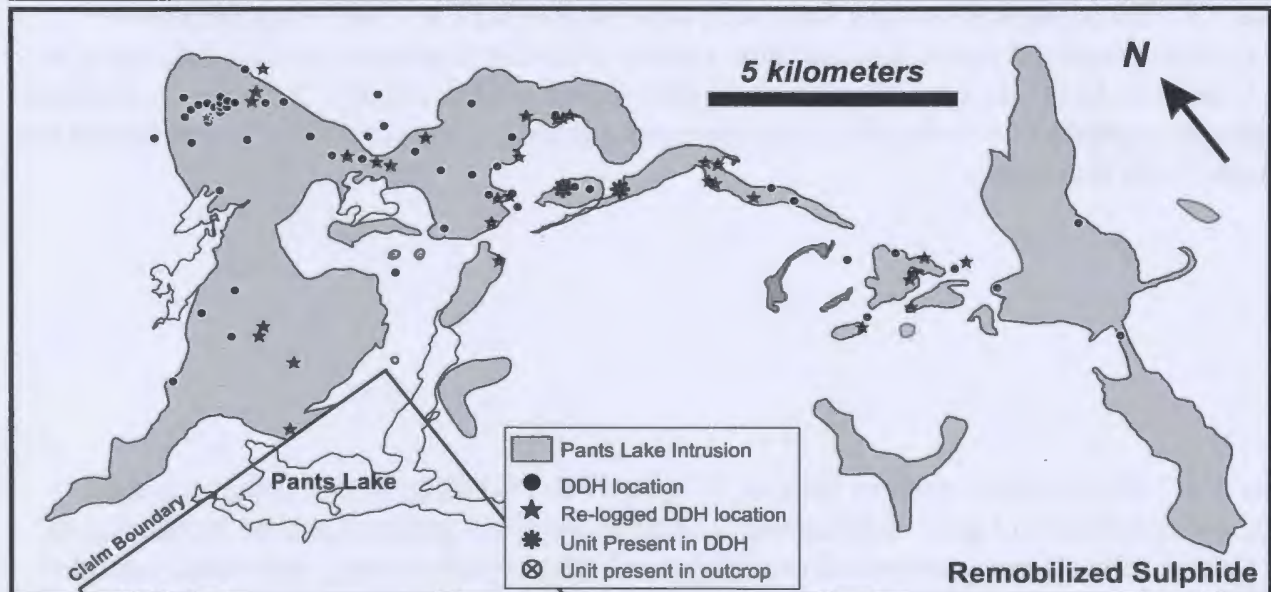 5 kilometers
N
Pants Lake
Claim Boundary
Pants Lake Intrusion
DDH location
Re-logged DDH location
Unit Present in DDH
Unit present in outcrop
Remobilized Sulphide